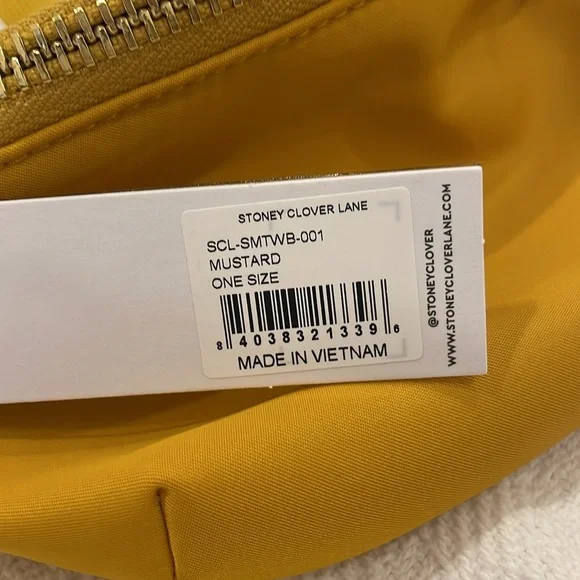 STONEY CLOVER LANE
SCL-SMTWB-001
MUSTARD
ONE SIZE
8 40383 21339 6
MADE IN VIETNAM
@STONEYCLOVER
WWW.STONEYCLOVERLANE.COM